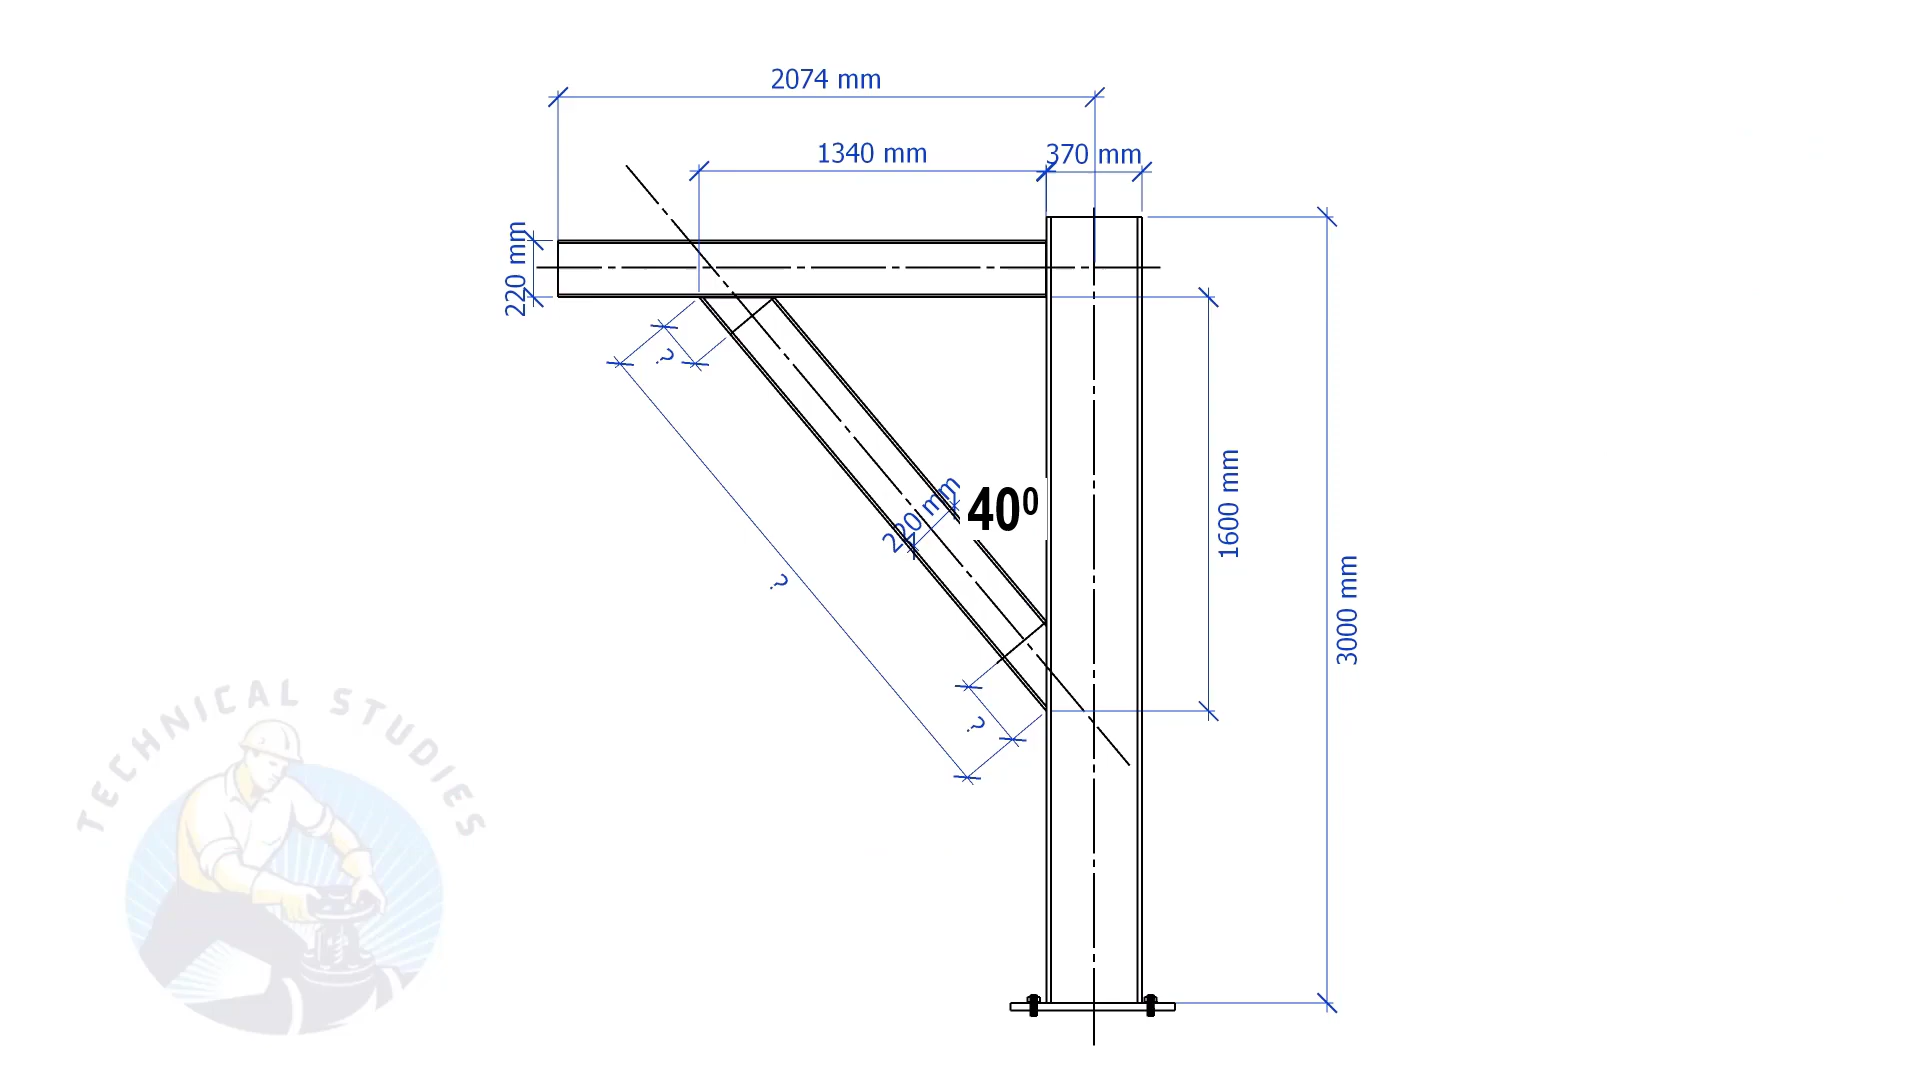 2074 mm
1340 mm
370 mm
220 mm
?
220 mm
40⁰
1600 mm
?
3000 mm
?
TECHNICAL STUDIES